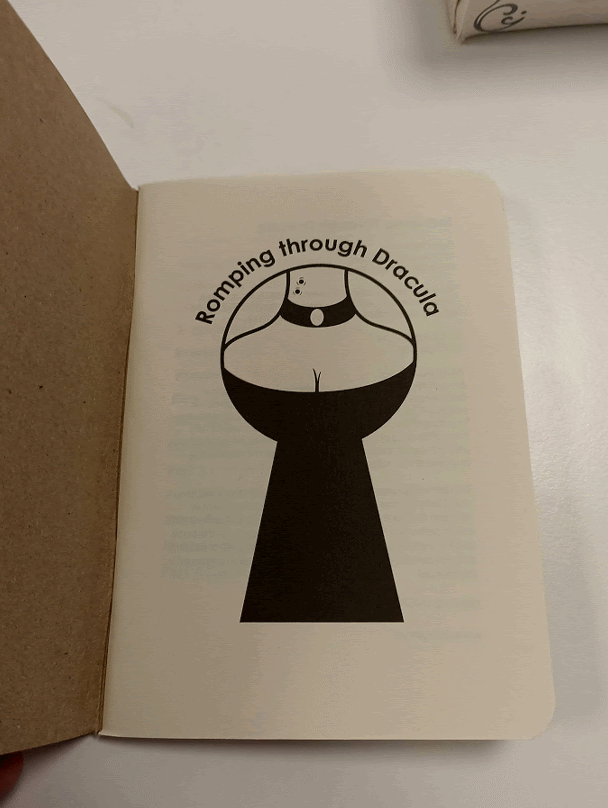 Romping through Dracula